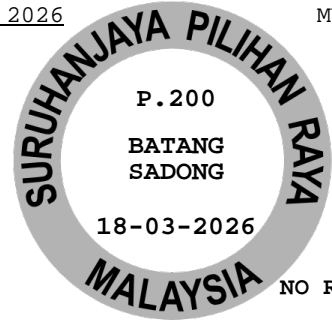 2026
M
SURUHANJAYA PILIHAN RAYA
P.200
BATANG
SADONG
18-03-2026
MALAYSIA
NO R